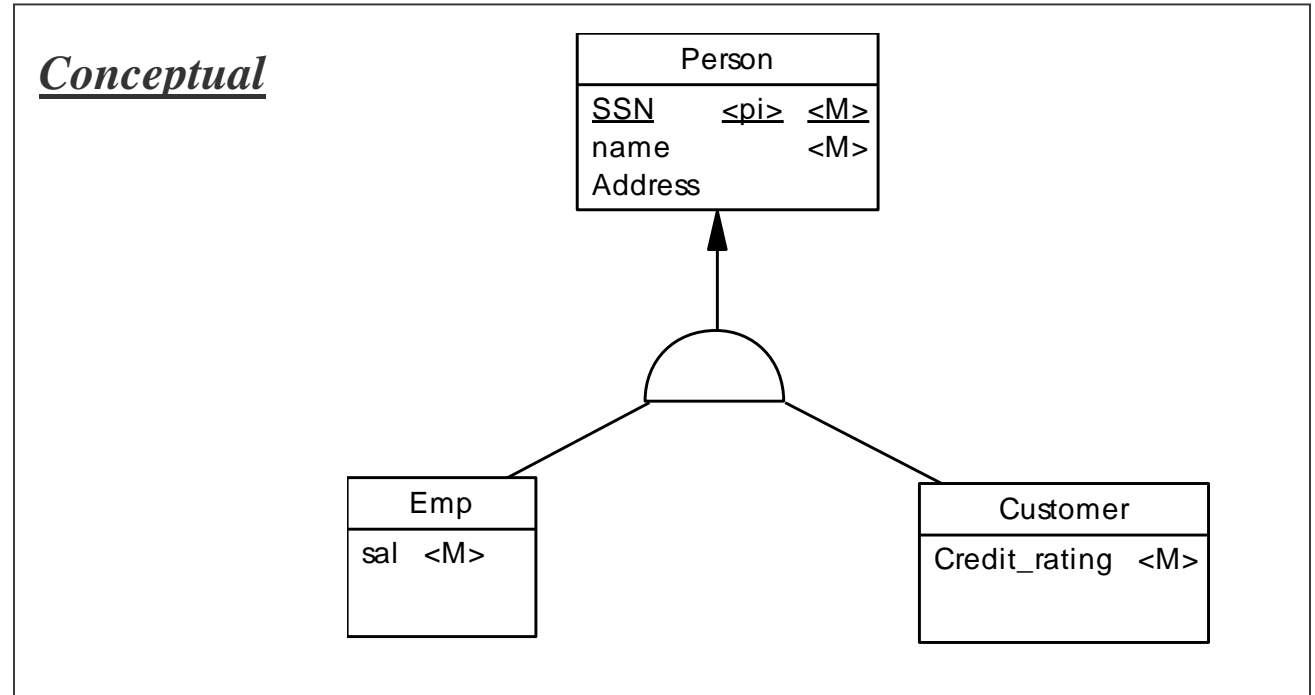 Conceptual
Person
SSN <pi> <M>
name <M>
Address
Emp
sal <M>
Customer
Credit_rating <M>